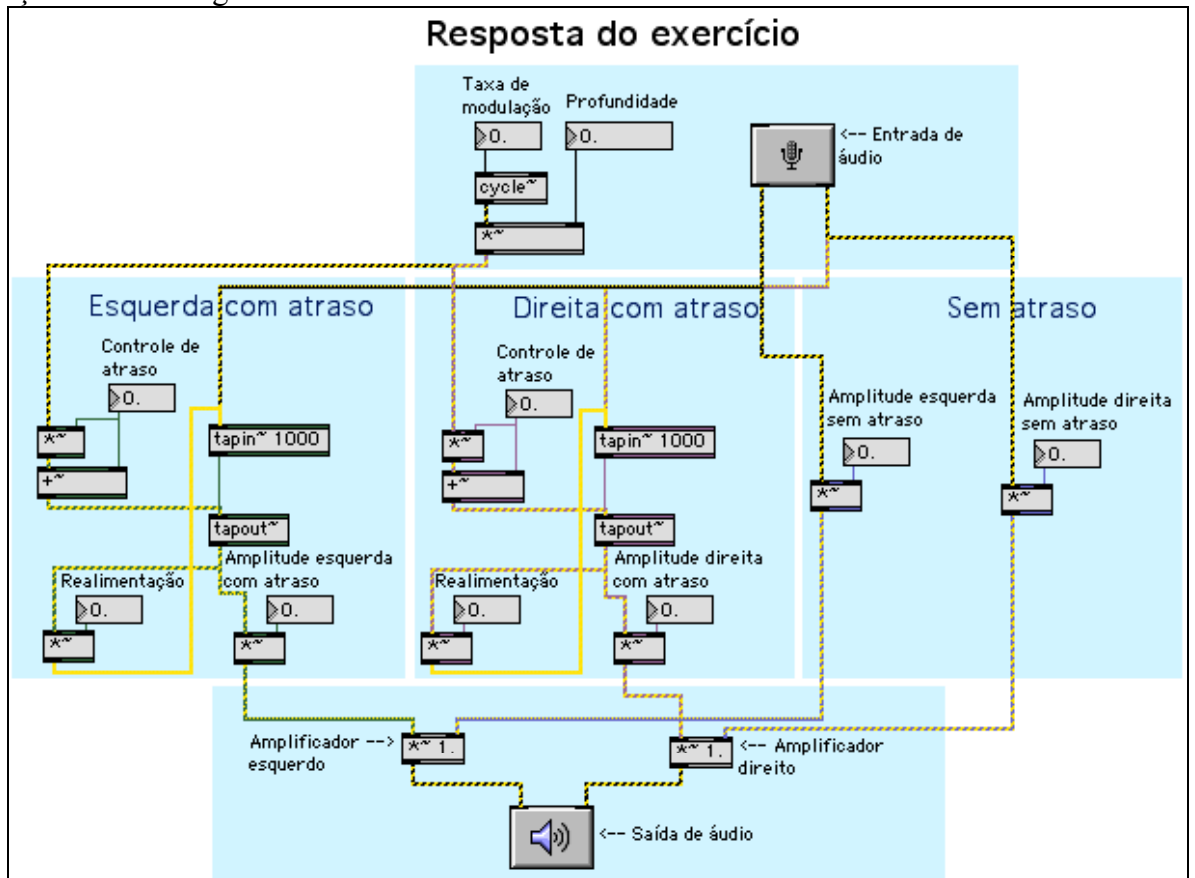 Resposta do exercício
Taxa de
modulação
Profundidade
0.
0.
<-- Entrada de
áudio
cycle~
*~
Esquerda com atraso
Direita com atraso
Sem atraso
Controle de
atraso
0.
*~
+~
tapin~ 1000
tapout~
Realimentação
0.
*~
Amplitude esquerda
com atraso
0.
*~
Controle de
atraso
0.
*~
+~
tapin~ 1000
tapout~
Realimentação
0.
*~
Amplitude direita
com atraso
0.
*~
Amplitude esquerda
sem atraso
0.
*~
Amplitude direita
sem atraso
0.
*~
Amplificador -->
esquerdo
*~ 1.
*~ 1.
<-- Amplificador
direito
<-- Saída de áudio